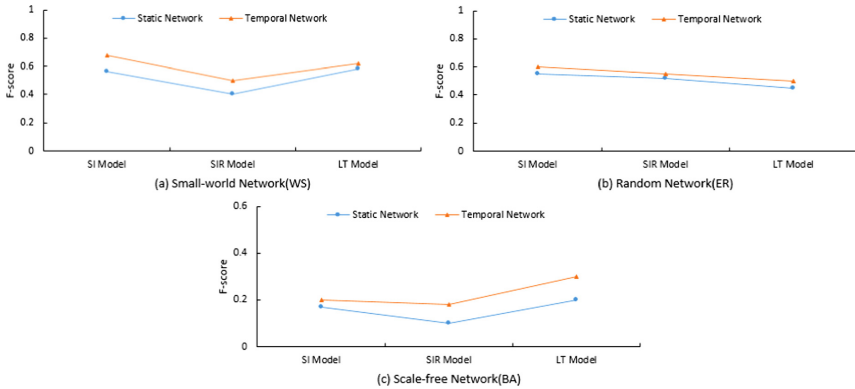 Static Network Temporal Network
1
0.8
0.6
0.4
0.2
0
F-score
SI Model SIR Model LT Model
(a) Small-world Network(WS)
Static Network Temporal Network
1
0.8
0.6
0.4
0.2
0
F-score
SI Model SIR Model LT Model
(b) Random Network(ER)
Static Network Temporal Network
0.6
0.4
0.2
0
F-score
SI Model SIR Model LT Model
(c) Scale-free Network(BA)